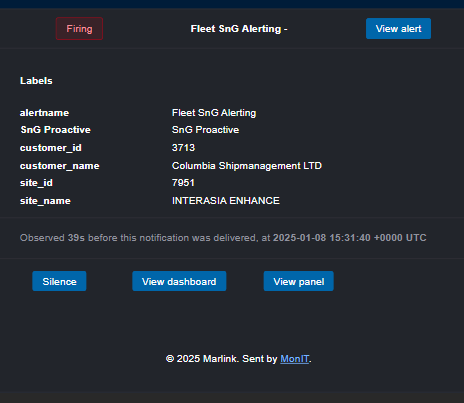 Firing Fleet SnG Alerting - View alert
Labels
alertname Fleet SnG Alerting
SnG Proactive SnG Proactive
customer_id 3713
customer_name Columbia Shipmanagement LTD
site_id 7951
site_name INTERASIA ENHANCE
Observed 39s before this notification was delivered, at 2025-01-08 15:31:40 +0000 UTC
Silence View dashboard View panel
© 2025 Marlink. Sent by MonIT.